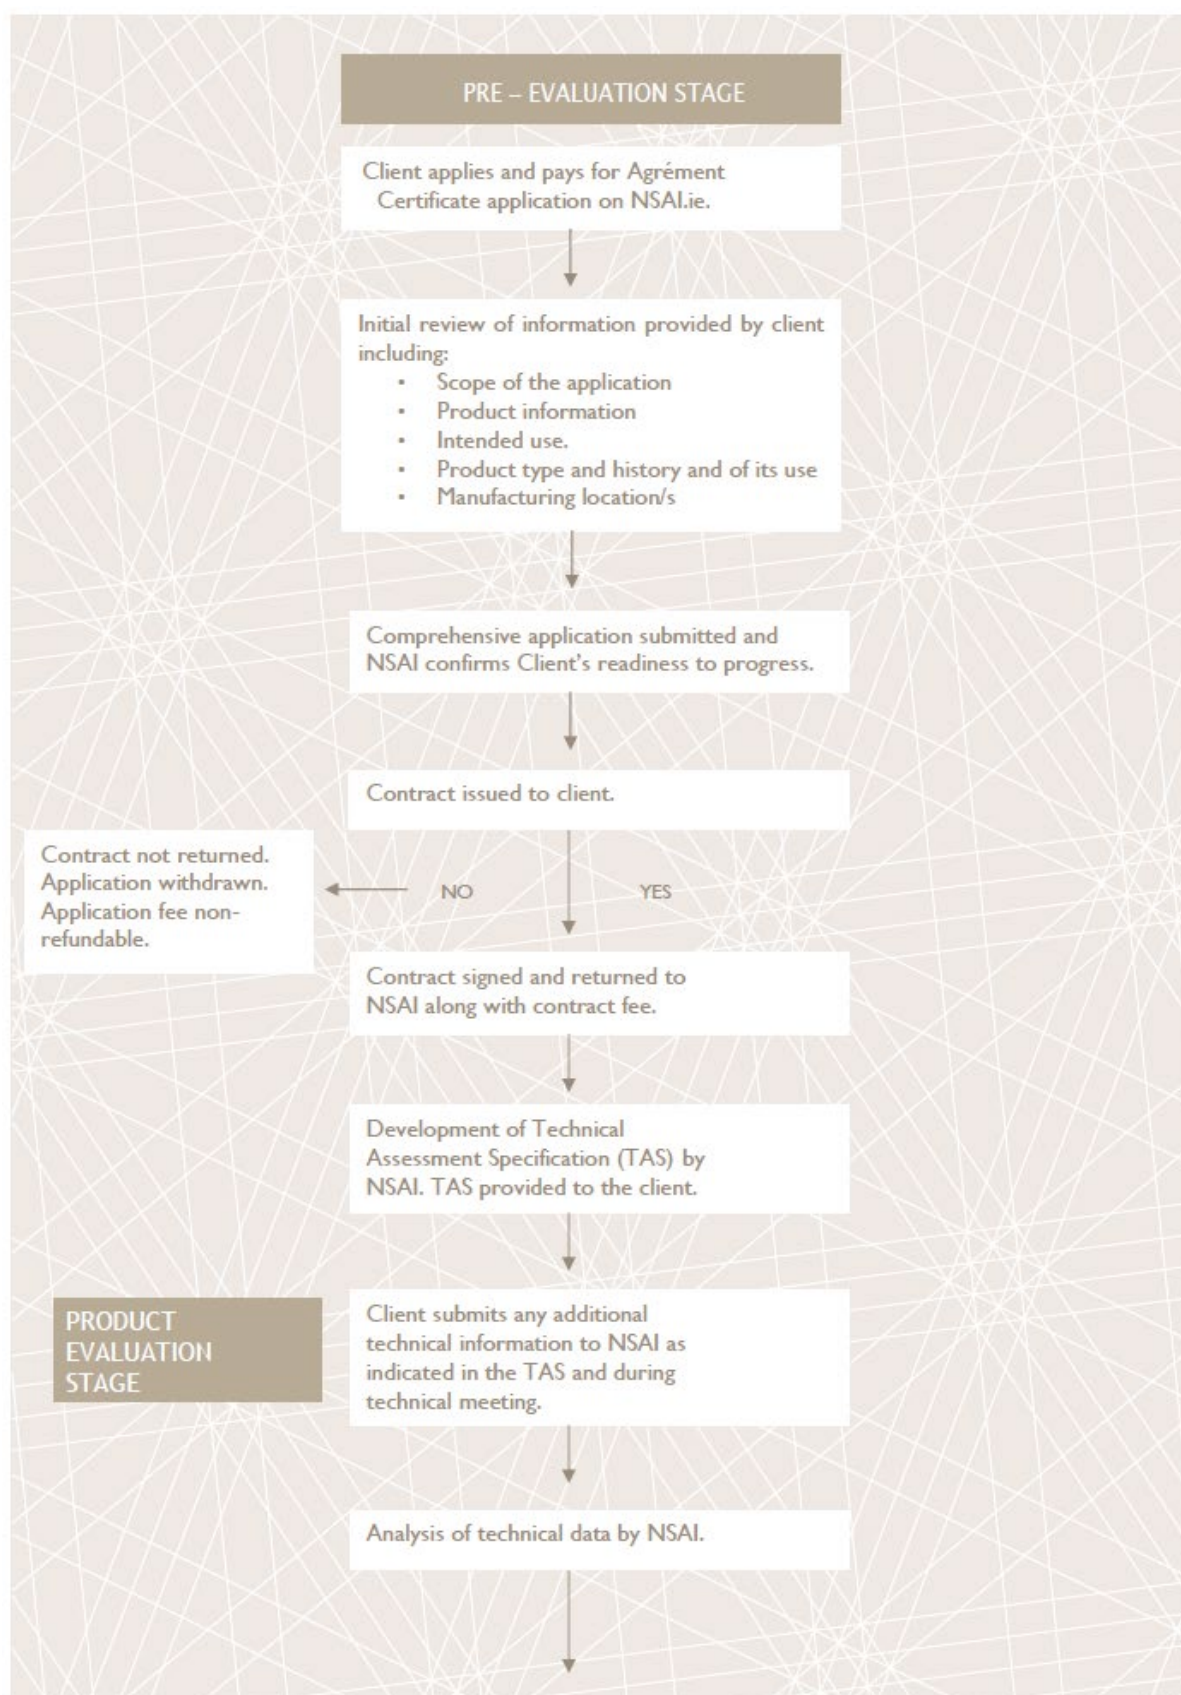 PRE – EVALUATION STAGE
Client applies and pays for Agrément
Certificate application on NSAI.ie.
Initial review of information provided by client
including:
• Scope of the application
• Product information
• Intended use.
• Product type and history and of its use
• Manufacturing location/s
Comprehensive application submitted and
NSAI confirms Client's readiness to progress.
Contract issued to client.
Contract not returned.
Application withdrawn.
Application fee non-
refundable.
NO
YES
Contract signed and returned to
NSAI along with contract fee.
Development of Technical
Assessment Specification (TAS) by
NSAI. TAS provided to the client.
PRODUCT
EVALUATION
STAGE
Client submits any additional
technical information to NSAI as
indicated in the TAS and during
technical meeting.
Analysis of technical data by NSAI.